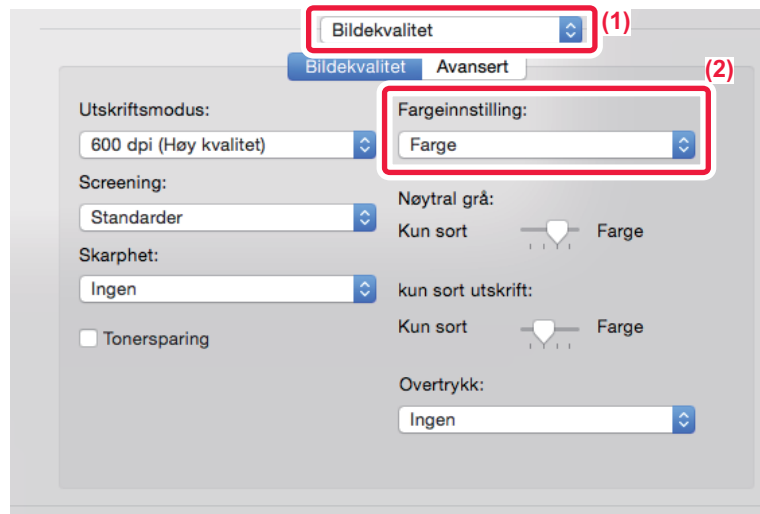 Bildekvalitet (1)
Bildekvalitet Avansert
(2)
Utskriftsmodus:
600 dpi (Høy kvalitet)
Screening:
Standarder
Skarphet:
Ingen
Tonersparing
Fargeinnstilling:
Farge
Nøytral grå:
Kun sort Farge
kun sort utskrift:
Kun sort Farge
Overtrykk:
Ingen